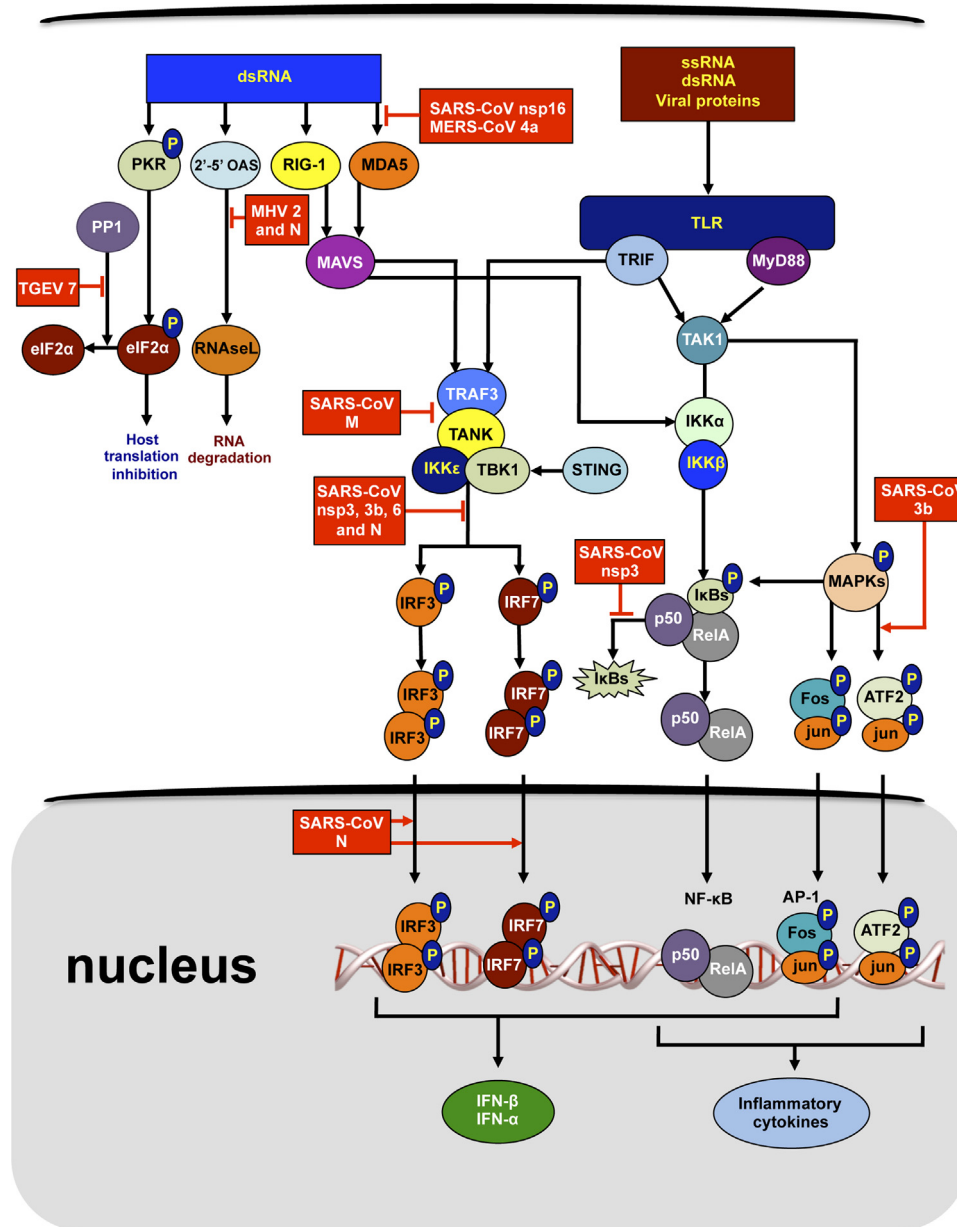 dsRNA
ssRNA
dsRNA
Viral proteins
SARS-CoV nsp16
MERS-CoV 4a
P
PKR
2'-5' OAS
RIG-1
MDA5
MHV 2
and N
PP1
TLR
TRIF
MyD88
MAVS
TGEV 7
P
eIF2α
eIF2α
RNAseL
TAK1
SARS-CoV
M
TRAF3
TANK
IKKε
TBK1
STING
IKKα
IKKβ
Host
translation
inhibition
RNA
degradation
SARS-CoV
nsp3, 3b, 6
and N
SARS-CoV
3b
SARS-CoV
nsp3
P
MAPKs
P
IRF3
P
IRF7
P
IκBs
p50
RelA
IκBs
P
IRF3
P
IRF3
P
IRF7
P
IRF7
p50
RelA
P
Fos
P
jun
P
ATF2
P
jun
SARS-CoV
N
NF-κB
AP-1
nucleus
P
IRF3
P
IRF3
P
IRF7
P
IRF7
p50
RelA
P
Fos
P
jun
P
ATF2
P
jun
IFN-β
IFN-α
Inflammatory
cytokines